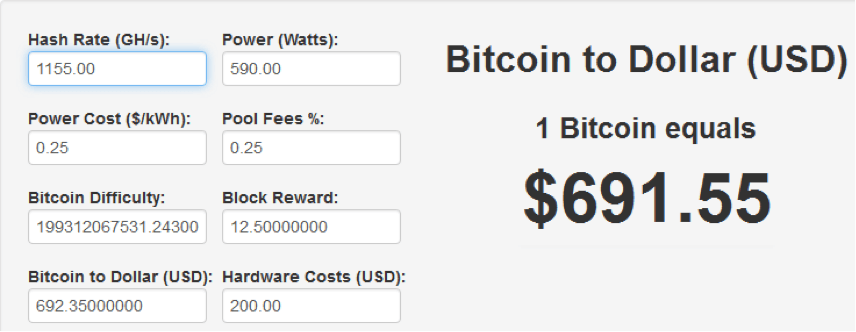 Hash Rate (GH/s): Power (Watts):
1155.00 590.00
Power Cost ($/kWh): Pool Fees %:
0.25 0.25
Bitcoin Difficulty: Block Reward:
199312067531.24300 12.50000000
Bitcoin to Dollar (USD): Hardware Costs (USD):
692.35000000 200.00
Bitcoin to Dollar (USD)
1 Bitcoin equals
$691.55